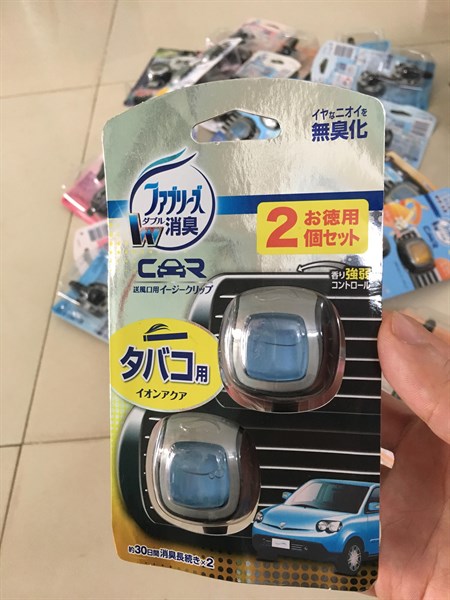 イヤなニオイを
無臭化
ファブリーズ
ダブル
W消臭
お徳用
2個セット
CAR
送風口用イージークリップ
香り強弱
コントロール
タバコ用
イオンアクア
約30日間消臭長続き×2